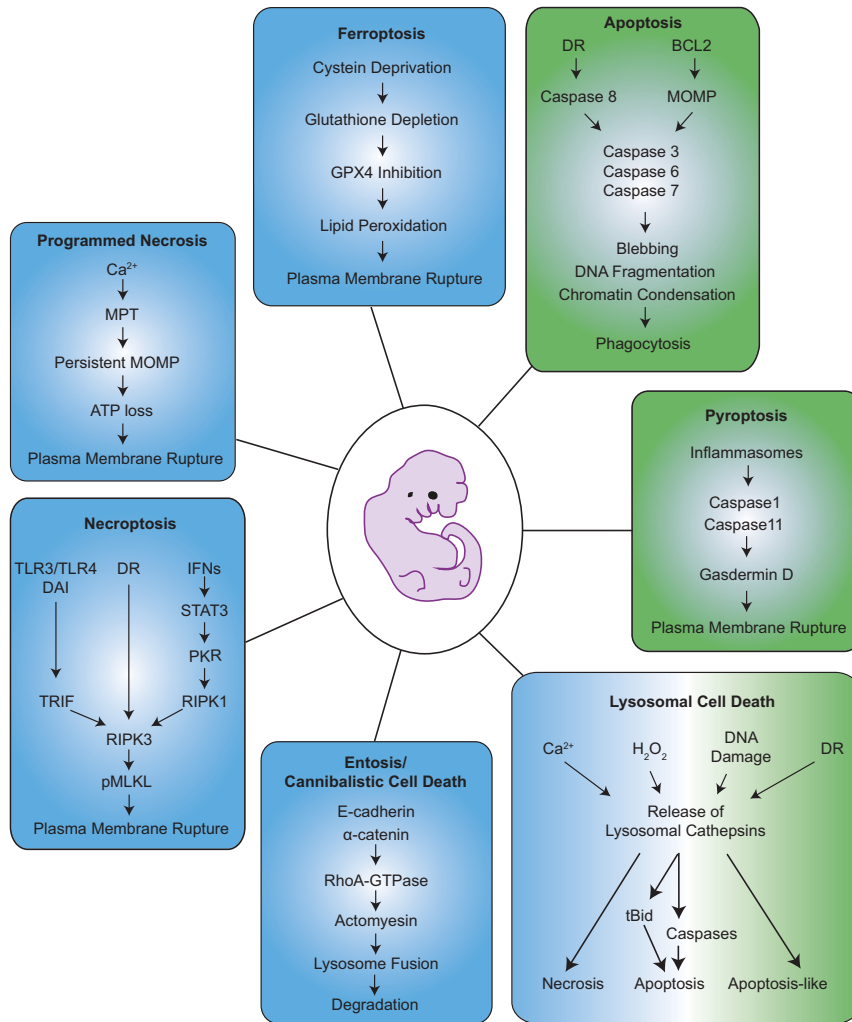 Ferroptosis
Cystein Deprivation
Glutathione Depletion
GPX4 Inhibition
Lipid Peroxidation
Plasma Membrane Rupture
Apoptosis
DR
BCL2
Caspase 8
MOMP
Caspase 3
Caspase 6
Caspase 7
Blebbing
DNA Fragmentation
Chromatin Condensation
Phagocytosis
Programmed Necrosis
Ca²⁺
MPT
Persistent MOMP
ATP loss
Plasma Membrane Rupture
Pyroptosis
Inflammasomes
Caspase1
Caspase11
Gasdermin D
Plasma Membrane Rupture
Necroptosis
TLR3/TLR4
DAI
DR
IFNs
STAT3
PKR
TRIF
RIPK1
RIPK3
pMLKL
Plasma Membrane Rupture
Entosis/
Cannibalistic Cell Death
E-cadherin
α-catenin
RhoA-GTPase
Actomyesin
Lysosome Fusion
Degradation
Lysosomal Cell Death
Ca²⁺
H₂O₂
DNA
Damage
DR
Release of
Lysosomal Cathepsins
tBid
Caspases
Necrosis
Apoptosis
Apoptosis-like